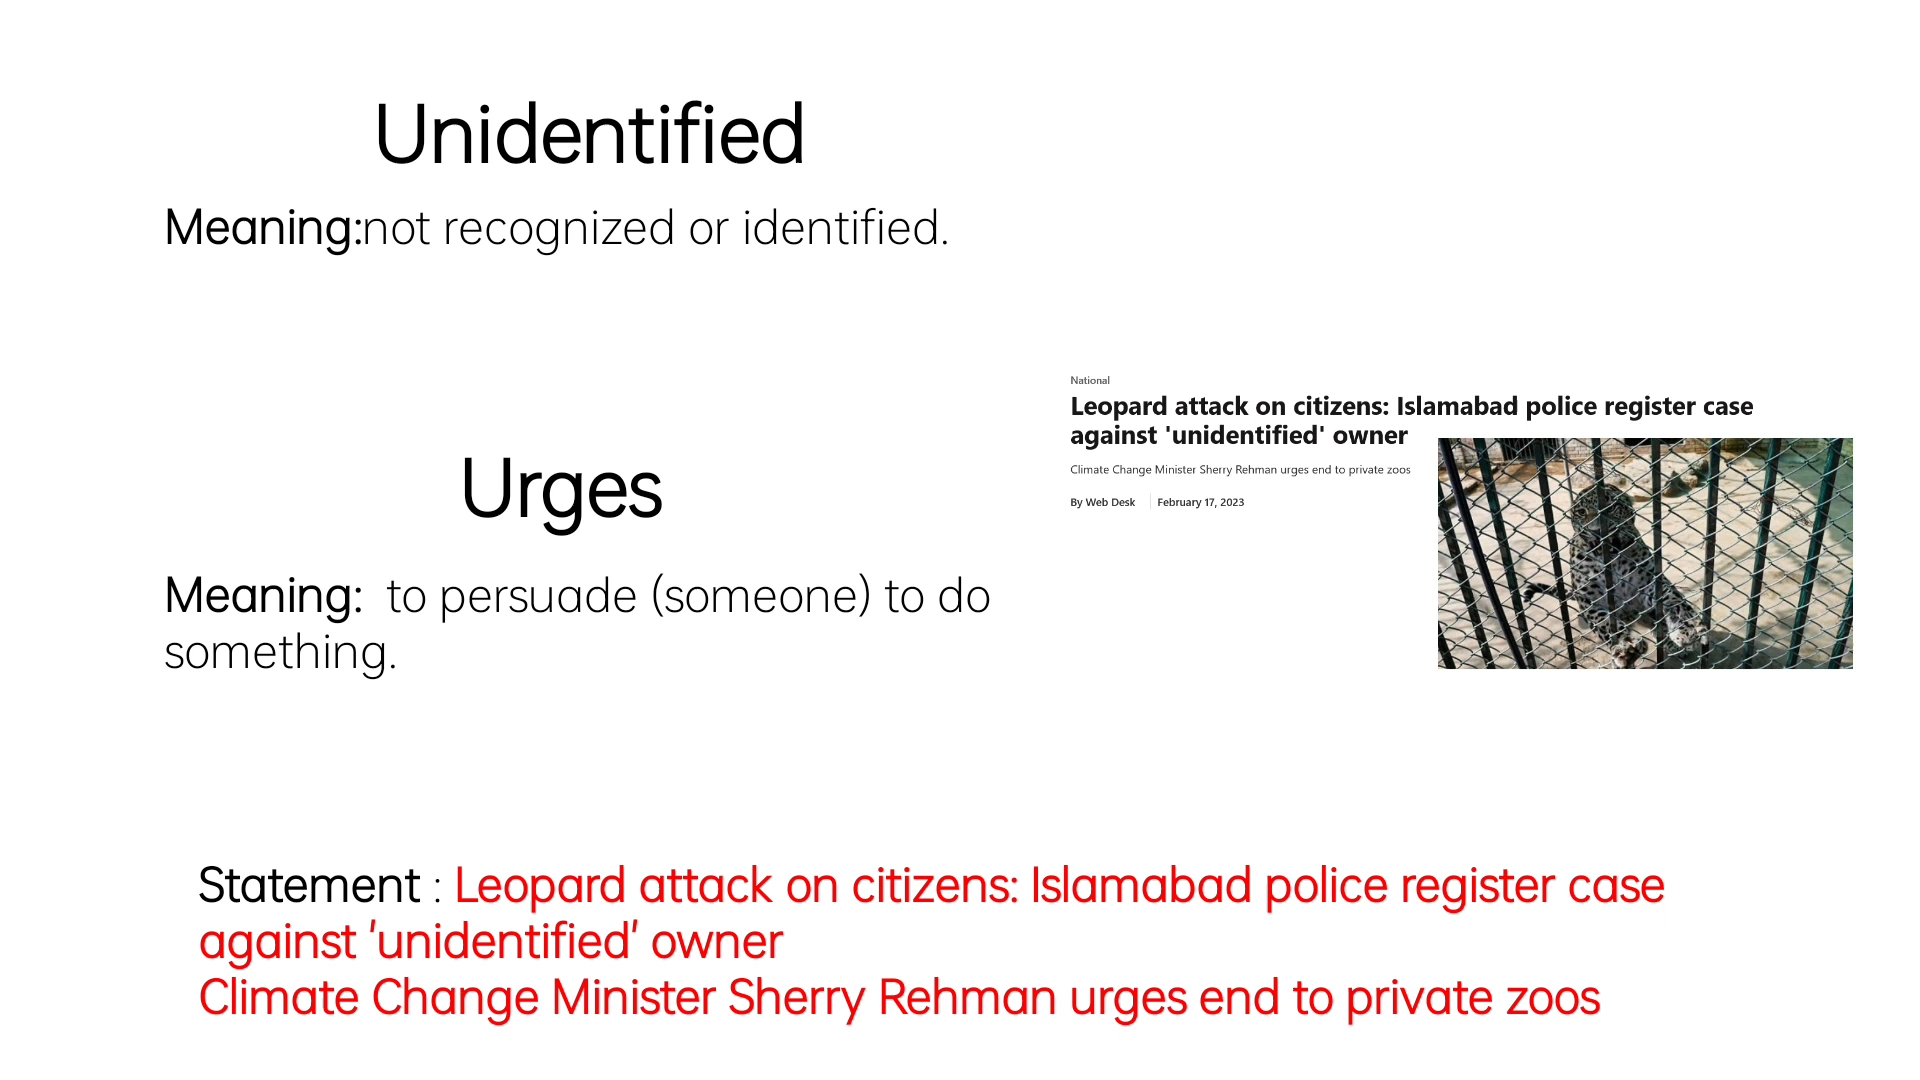 Unidentified
Meaning:not recognized or identified.
Urges
Meaning:  to persuade (someone) to do
something.
National
Leopard attack on citizens: Islamabad police register case
against 'unidentified' owner
Climate Change Minister Sherry Rehman urges end to private zoos
By Web Desk | February 17, 2023
Statement : Leopard attack on citizens: Islamabad police register case
against 'unidentified' owner
Climate Change Minister Sherry Rehman urges end to private zoos